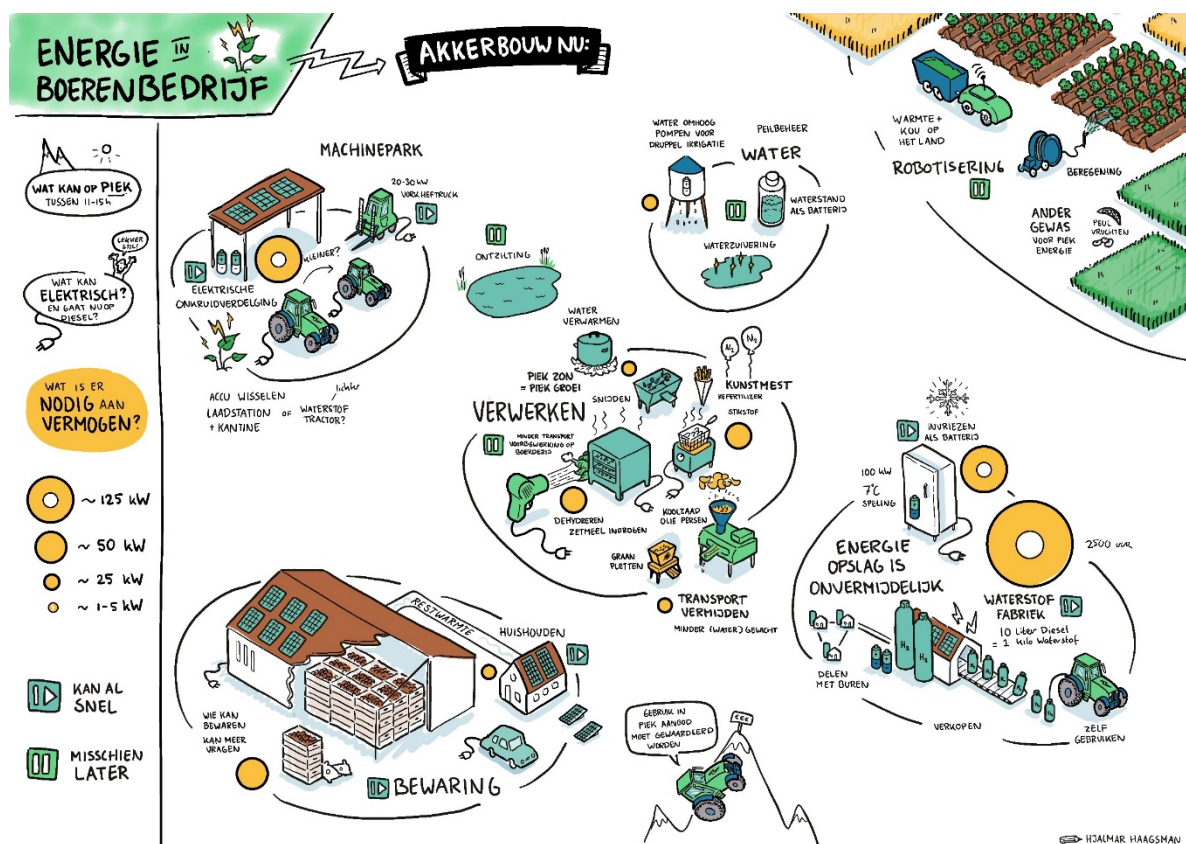 ENERGIE IN
BOERENBEDRIJF
AKKERBOUW NU:
WAT KAN OP PIEK
TUSSEN 11-15h
LEKKER
STIL!
WAT KAN
ELEKTRISCH?
EN GAAT NU OP
DIESEL?
WAT IS ER
NODIG AAN
VERMOGEN?
~ 125 kW
~ 50 kW
~ 25 kW
~ 1-5 kW
KAN AL
SNEL
MISSCHIEN
LATER
MACHINEPARK
20-30 kW
VORKHEFTRUCK
KLEINER?
ELEKTRISCHE
ONKRUIDVERDELGING
ACCU WISSELEN
LAADSTATION OF
+ KANTINE
lichter
WATERSTOF
TRACTOR?
ONTZILTING
WATER OMHOOG
POMPEN VOOR
DRUPPEL IRRIGATIE
PEILBEHEER
WATER
WATERSTAND
ALS BATTERIJ
WATERZUIVERING
WARMTE +
KOU OP
HET LAND
ROBOTISERING
BEREGENING
ANDER
GEWAS
VOOR PIEK
ENERGIE
PEUL
VRUCHTEN
WATER
VERWARMEN
PIEK ZON
= PIEK GROEI
SNIJDEN
VERWERKEN
MINDER TRANSPORT
VOORBEWERKING OP
BOERDERIJ
N2
N2
KUNSTMEST
REFERTILIZER
STIKSTOF
DEHYDREREN
ZETMEEL INDROGEN
KOOLZAAD
OLIE PERSEN
GRAAN
PLETTEN
TRANSPORT
VERMIJDEN
MINDER (WATER) GEWICHT
INVRIEZEN
ALS BATTERIJ
100 kW
7°C
SPELING
2500 UUR
ENERGIE
OPSLAG IS
ONVERMIJDELIJK
WATERSTOF
FABRIEK
10 Liter Diesel
= 1 Kilo Waterstof
H2
H2
DELEN
MET BUREN
VERKOPEN
ZELF
GEBRUIKEN
RESTWARMTE
HUISHOUDEN
WIE KAN
BEWAREN
KAN MEER
VRAGEN
BEWARING
GEBRUIK IN
PIEK AANBOD
MOET GEWAARDEERD
WORDEN
€€€
HJALMAR HAAGSMAN